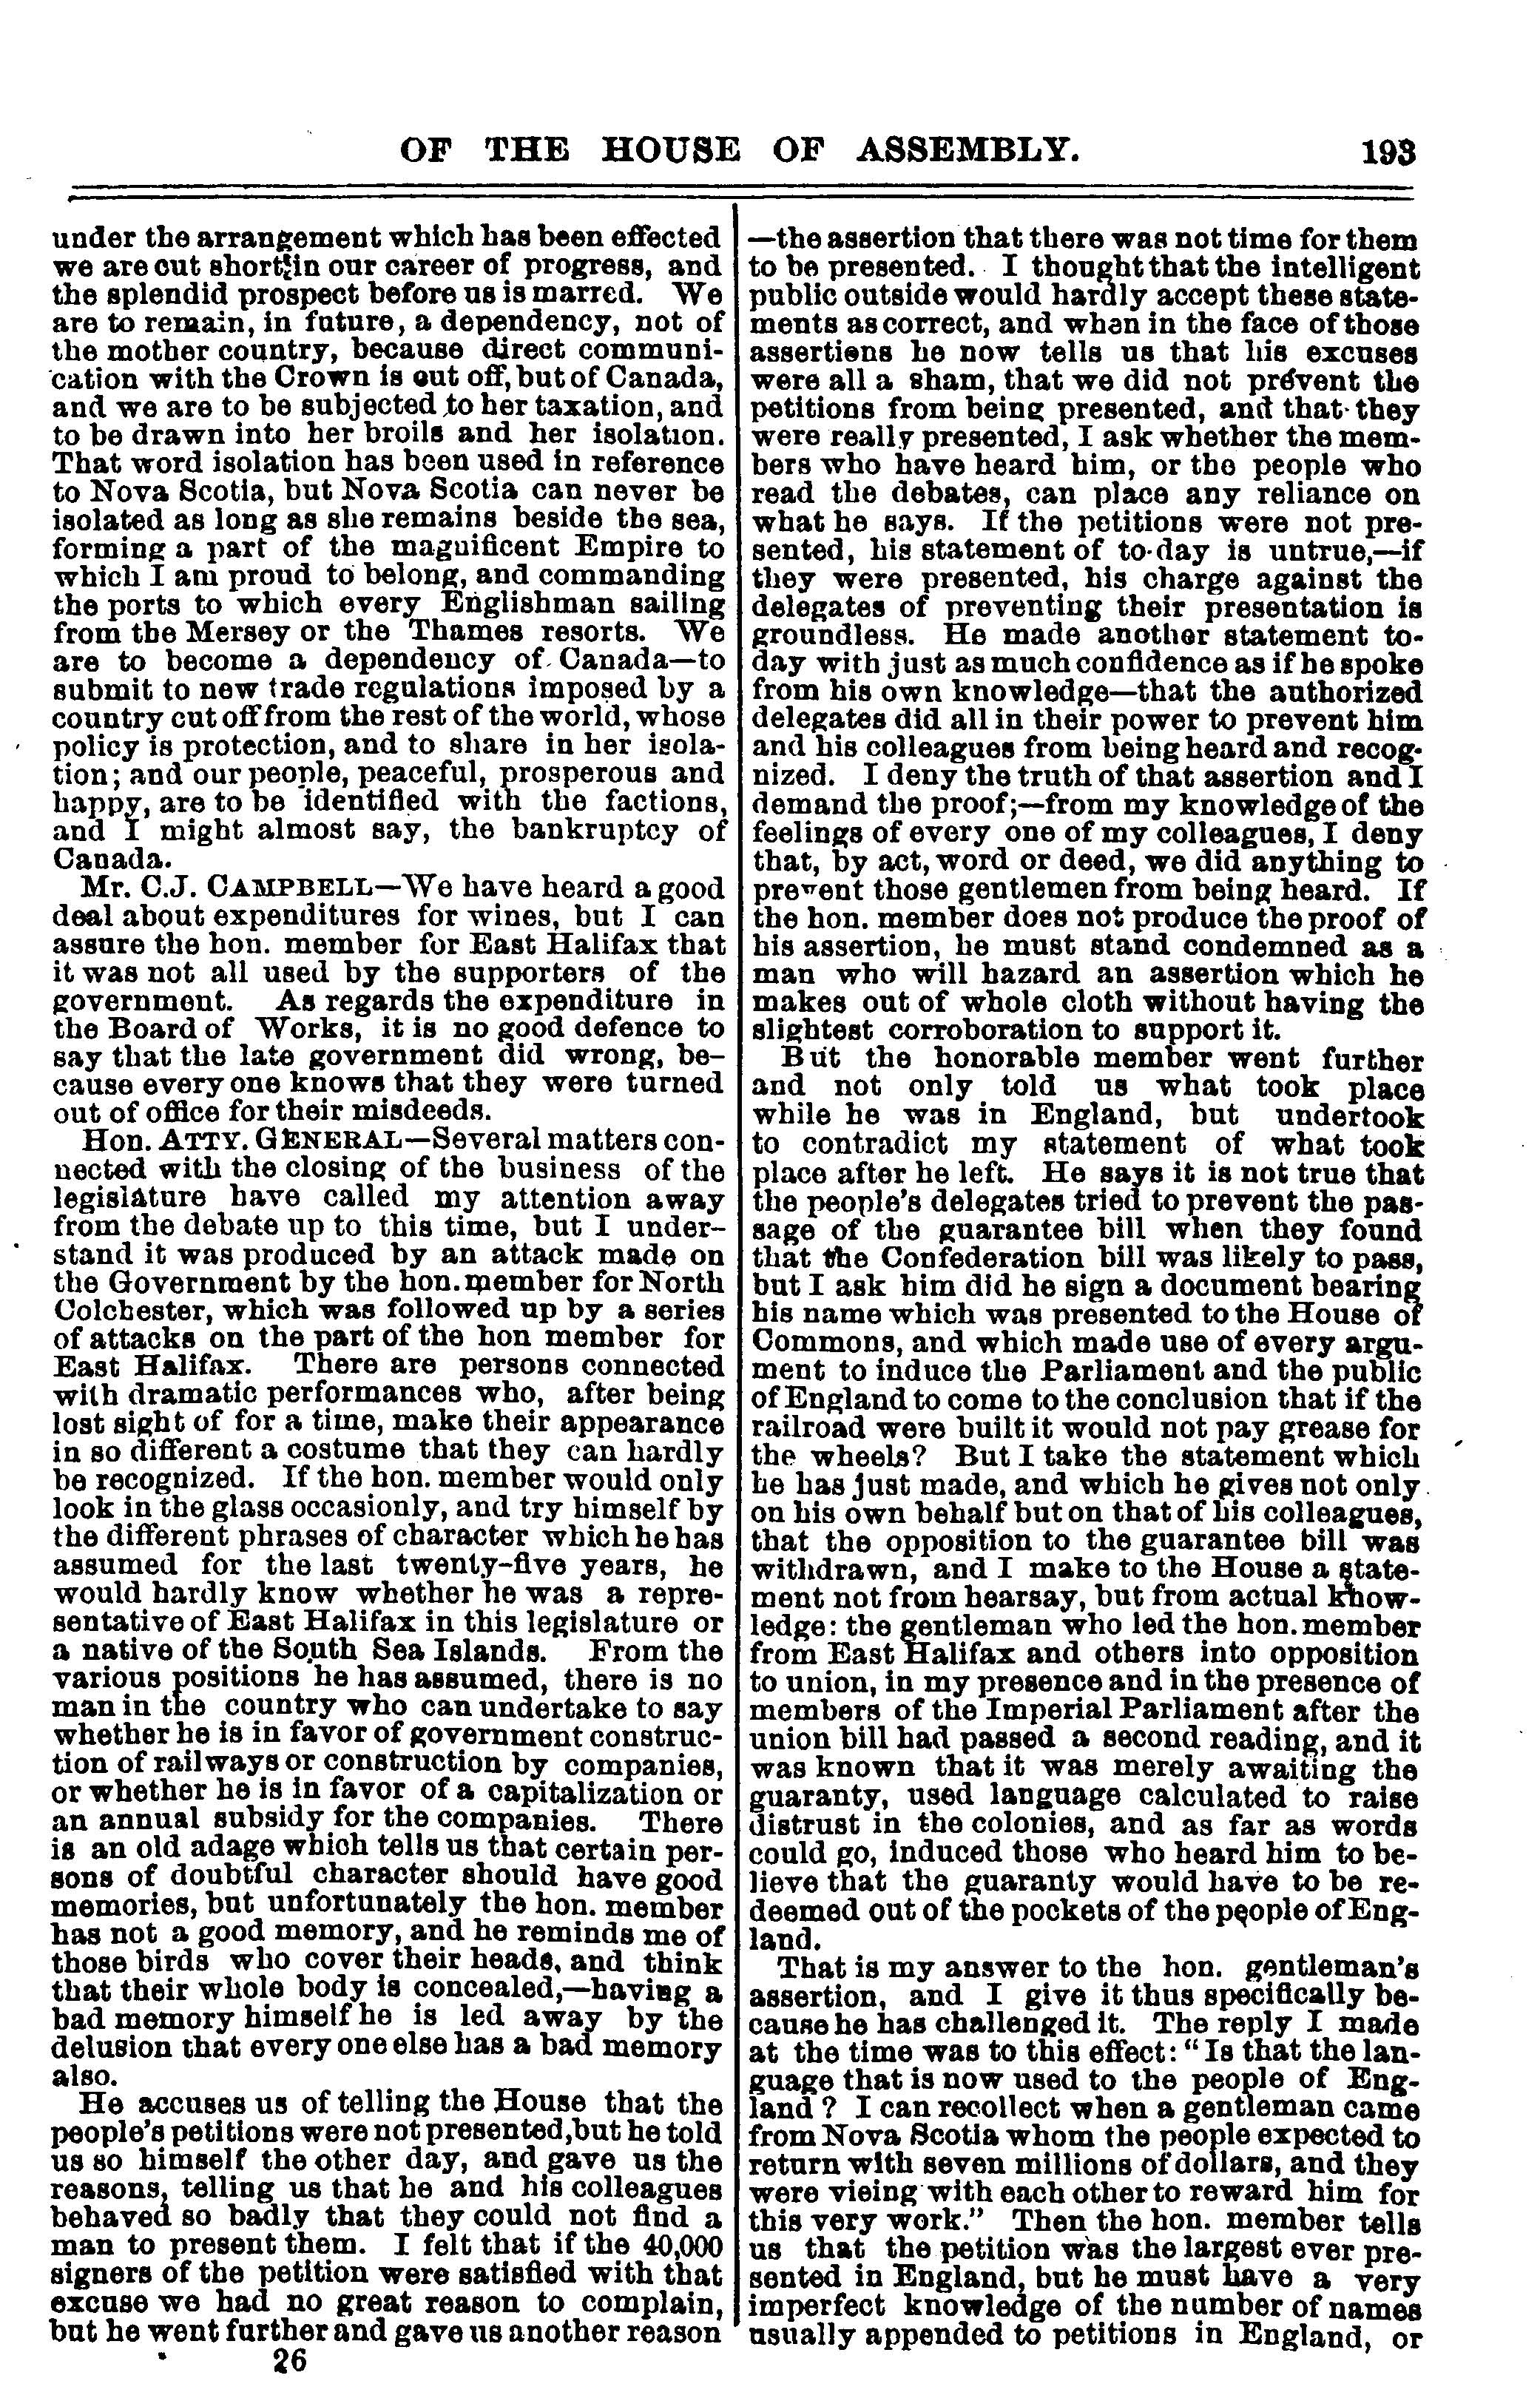 OF THE HOUSE OF ASSEMBLY. 193
under the arrangement which has been effected
we are cut short in our career of progress, and
the splendid prospect before us is marred. We
are to remain, in future, a dependency, not of
the mother country, because direct communi-
cation with the Crown is out off, but of Canada,
and we are to be subjected to her taxation, and
to be drawn into her broils and her isolation.
That word isolation has been used in reference
to Nova Scotia, but Nova Scotia can never be
isolated as long as she remains beside the sea,
forming a part of the magnificent Empire to
which I am proud to belong, and commanding
the ports to which every Englishman sailing
from the Mersey or the Thames resorts. We
are to become a dependency of Canada—to
submit to new trade regulations imposed by a
country cut off from the rest of the world, whose
policy is protection, and to share in her isola-
tion; and our people, peaceful, prosperous and
happy, are to be identified with the factions,
and I might almost say, the bankruptcy of
Canada.
Mr. C.J. CAMPBELL—We have heard a good
deal about expenditures for wines, but I can
assure the hon. member for East Halifax that
it was not all used by the supporters of the
government. As regards the expenditure in
the Board of Works, it is no good defence to
say that the late government did wrong, be-
cause every one knows that they were turned
out of office for their misdeeds.
Hon. ATTY. GENERAL—Several matters con-
nected with the closing of the business of the
legislature have called my attention away
from the debate up to this time, but I under-
stand it was produced by an attack made on
the Government by the hon. member for North
Colchester, which was followed up by a series
of attacks on the part of the hon member for
East Halifax. There are persons connected
with dramatic performances who, after being
lost sight of for a time, make their appearance
in so different a costume that they can hardly
be recognized. If the hon. member would only
look in the glass occasionly, and try himself by
the different phrases of character which he has
assumed for the last twenty-five years, he
would hardly know whether he was a repre-
sentative of East Halifax in this legislature or
a native of the South Sea Islands. From the
various positions he has assumed, there is no
man in the country who can undertake to say
whether he is in favor of government construc-
tion of railways or construction by companies,
or whether he is in favor of a capitalization or
an annual subsidy for the companies. There
is an old adage which tells us that certain per-
sons of doubtful character should have good
memories, but unfortunately the hon. member
has not a good memory, and he reminds me of
those birds who cover their heads, and think
that their whole body is concealed,—having a
bad memory himself he is led away by the
delusion that every one else has a bad memory
also.
He accuses us of telling the House that the
people's petitions were not presented, but he told
us so himself the other day, and gave us the
reasons, telling us that he and his colleagues
behaved so badly that they could not find a
man to present them. I felt that if the 40,000
signers of the petition were satisfied with that
excuse we had no great reason to complain,
but he went further and gave us another reason
26
—the assertion that there was not time for them
to be presented. I thought that the intelligent
public outside would hardly accept these state-
ments as correct, and when in the face of those
assertions he now tells us that his excuses
were all a sham, that we did not prevent the
petitions from being presented, and that they
were really presented, I ask whether the mem-
bers who have heard him, or the people who
read the debates, can place any reliance on
what he says. If the petitions were not pre-
sented, his statement of to-day is untrue,—if
they were presented, his charge against the
delegates of preventing their presentation is
groundless. He made another statement to-
day with just as much confidence as if he spoke
from his own knowledge—that the authorized
delegates did all in their power to prevent him
and his colleagues from being heard and recog-
nized. I deny the truth of that assertion and I
demand the proof;—from my knowledge of the
feelings of every one of my colleagues, I deny
that, by act, word or deed, we did anything to
prevent those gentlemen from being heard. If
the hon. member does not produce the proof of
his assertion, he must stand condemned as a
man who will hazard an assertion which he
makes out of whole cloth without having the
slightest corroboration to support it.
But the honorable member went further
and not only told us what took place
while he was in England, but undertook
to contradict my statement of what took
place after he left. He says it is not true that
the people's delegates tried to prevent the pas-
sage of the guarantee bill when they found
that the Confederation bill was likely to pass,
but I ask him did he sign a document bearing
his name which was presented to the House of
Commons, and which made use of every argu-
ment to induce the Parliament and the public
of England to come to the conclusion that if the
railroad were built it would not pay grease for
the wheels? But I take the statement which
he has just made, and which he gives not only
on his own behalf but on that of his colleagues,
that the opposition to the guarantee bill was
withdrawn, and I make to the House a state-
ment not from hearsay, but from actual know-
ledge: the gentleman who led the hon. member
from East Halifax and others into opposition
to union, in my presence and in the presence of
members of the Imperial Parliament after the
union bill had passed a second reading, and it
was known that it was merely awaiting the
guaranty, used language calculated to raise
distrust in the colonies, and as far as words
could go, induced those who heard him to be-
lieve that the guaranty would have to be re-
deemed out of the pockets of the people of Eng-
land.
That is my answer to the hon. gentleman's
assertion, and I give it thus specifically be-
cause he has challenged it. The reply I made
at the time was to this effect: "Is that the lan-
guage that is now used to the people of Eng-
land? I can recollect when a gentleman came
from Nova Scotia whom the people expected to
return with seven millions of dollars, and they
were vieing with each other to reward him for
this very work." Then the hon. member tells
us that the petition was the largest ever pre-
sented in England, but he must have a very
imperfect knowledge of the number of names
usually appended to petitions in England, or